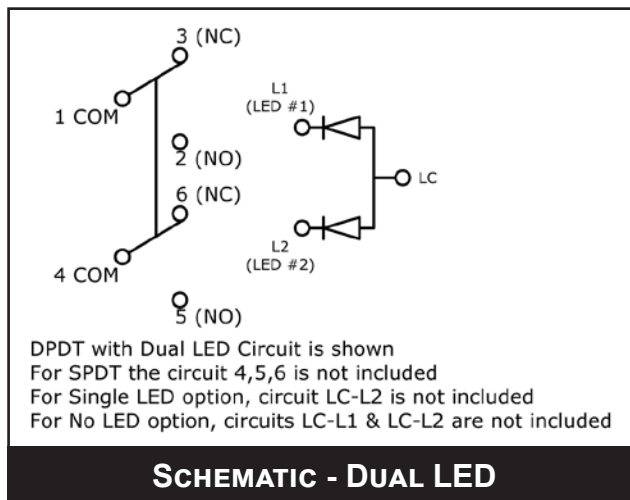 3 (NC)
1 COM
2 (NO)
6 (NC)
4 COM
5 (NO)
L1
(LED #1)
LC
L2
(LED #2)
DPDT with Dual LED Circuit is shown
For SPDT the circuit 4,5,6 is not included
For Single LED option, circuit LC-L2 is not included
For No LED option, circuits LC-L1 & LC-L2 are not included
SCHEMATIC - DUAL LED